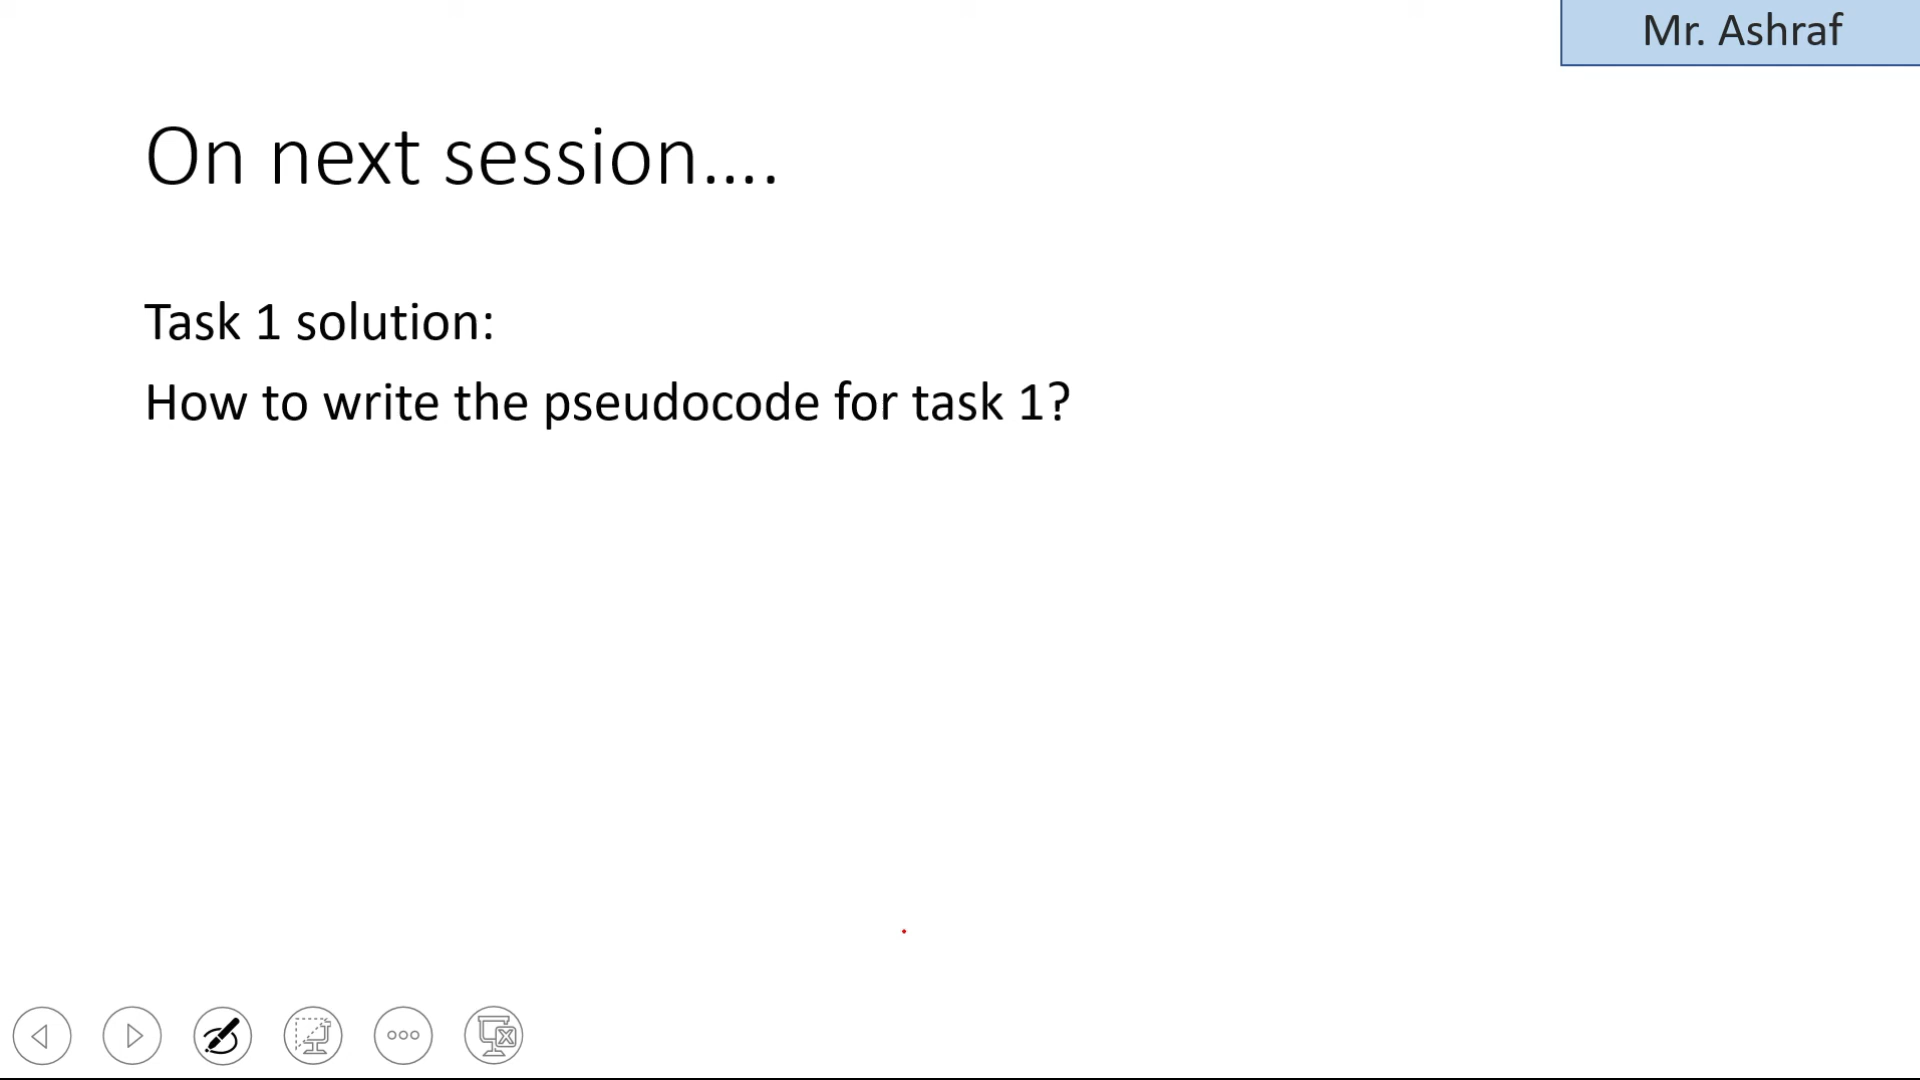 Mr. Ashraf
On next session....
Task 1 solution:
How to write the pseudocode for task 1?